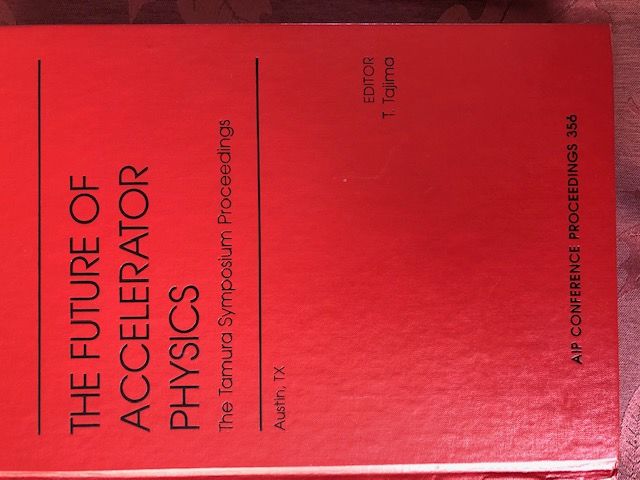 THE FUTURE OF
ACCELERATOR
PHYSICS
The Tamura Symposium Proceedings
Austin, TX
EDITOR
T. Tajima
AIP CONFERENCE PROCEEDINGS 356